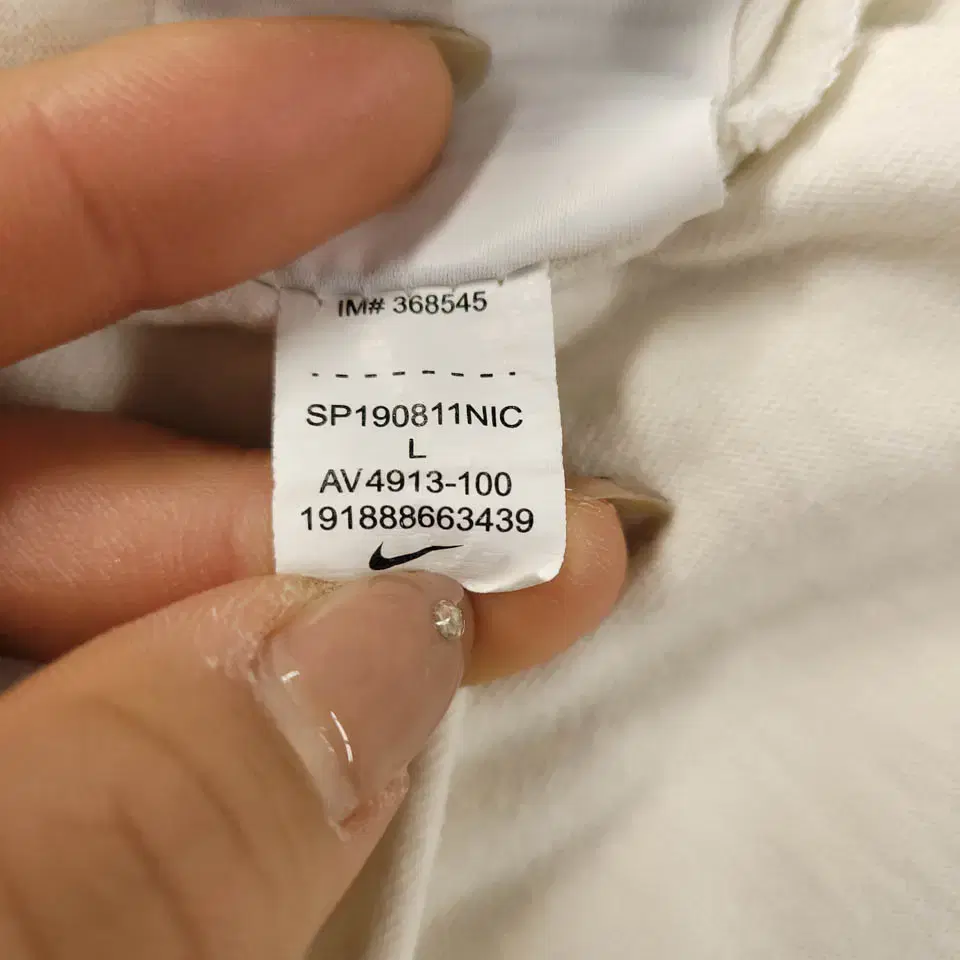 IM# 368545
- - - - - - - -
SP190811NIC
L
AV4913-100
191888663439